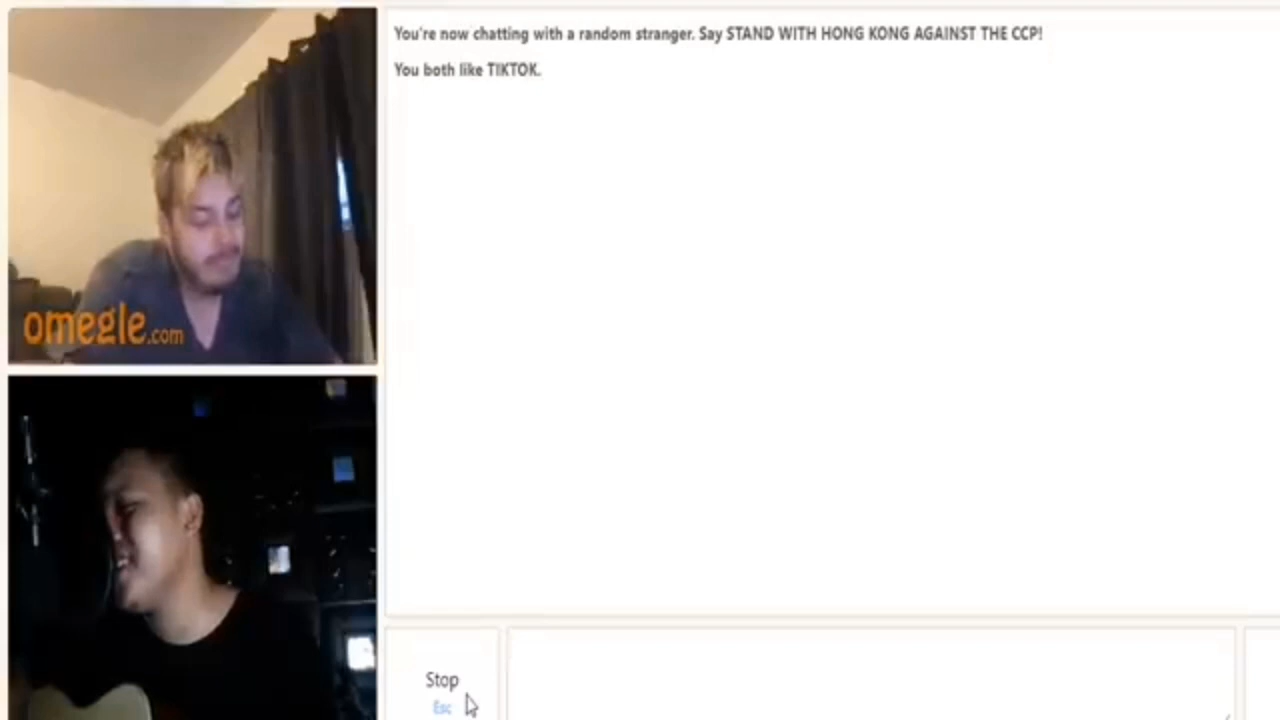 You're now chatting with a random stranger. Say STAND WITH HONG KONG AGAINST THE CCP!
You both like TIKTOK.
omegle.com
Stop
Esc